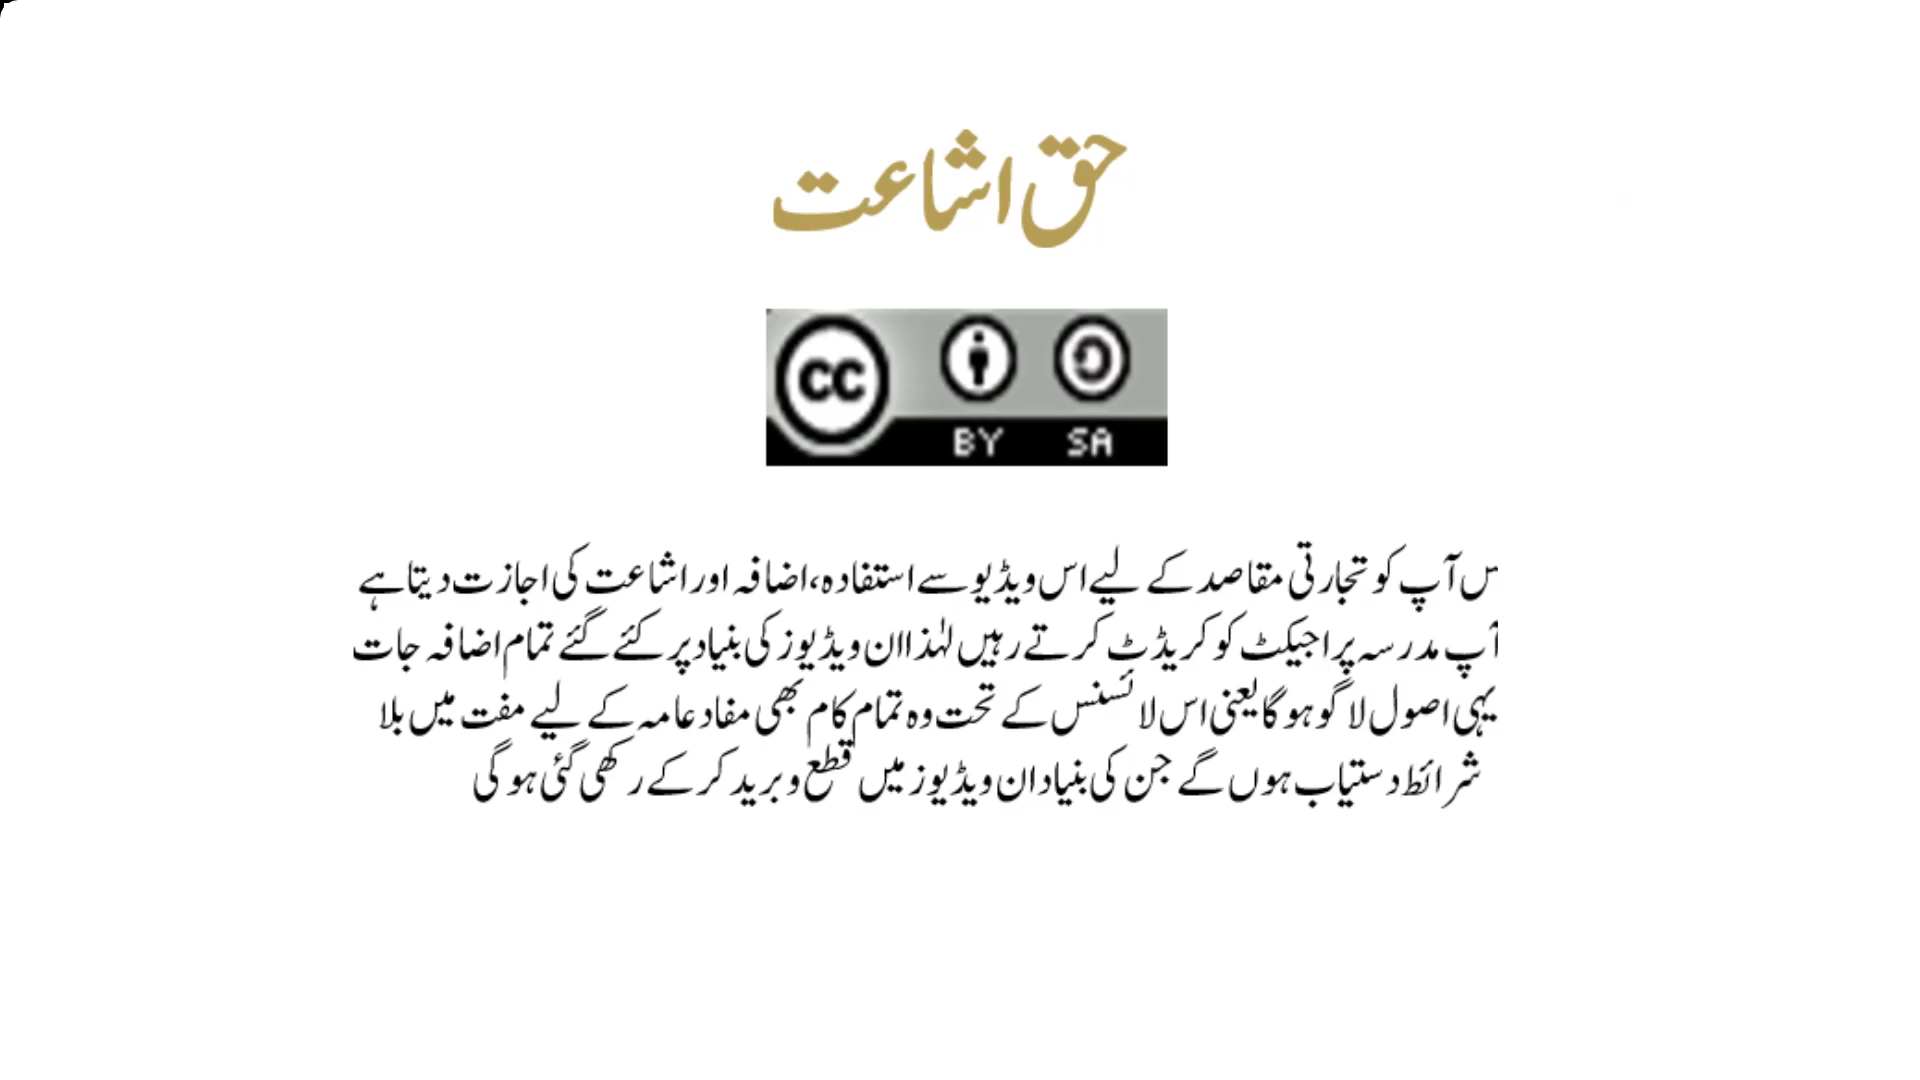 حق اشاعت
cc
BY SA
س آپ کو تجارتی مقاصد کے لیے اس ویڈیو سے استفادہ، اضافہ اور اشاعت کی اجازت دیتا ہے
آپ مدرسہ پراجیکٹ کو کریڈٹ کرتے رہیں لہٰذا ان ویڈیوز کی بنیاد پر کئے گئے تمام اضافہ جات
یہی اصول لاگو ہو گا یعنی اس لائسنس کے تحت وہ تمام کام بھی مفاد عامہ کے لیے مفت میں بلا
شرائط دستیاب ہوں گے جن کی بنیاد ان ویڈیوز میں قطع و برید کر کے رکھی گئی ہو گی